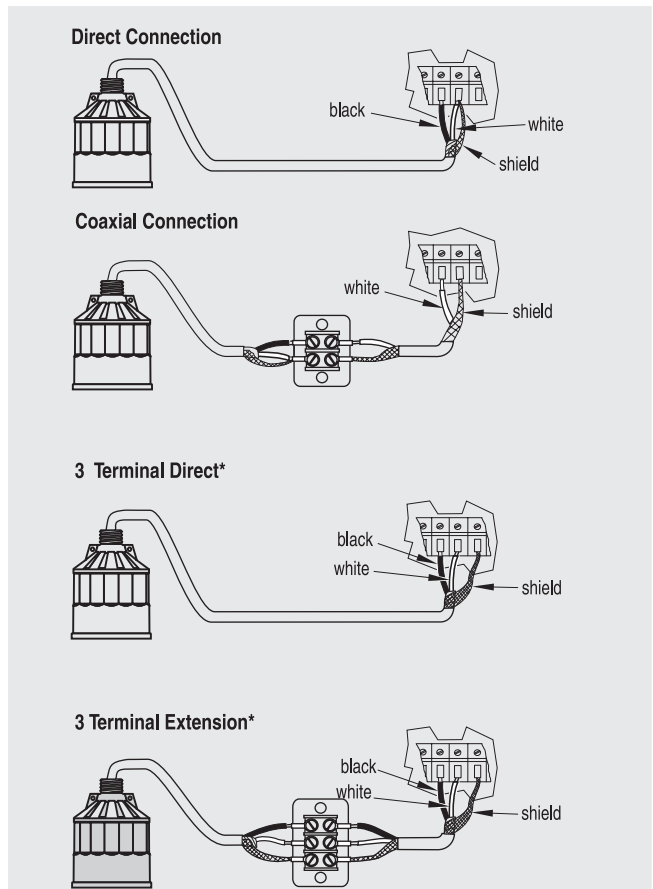 Direct Connection
black
white
shield
Coaxial Connection
white
shield
3 Terminal Direct*
black
white
shield
3 Terminal Extension*
black
white
shield